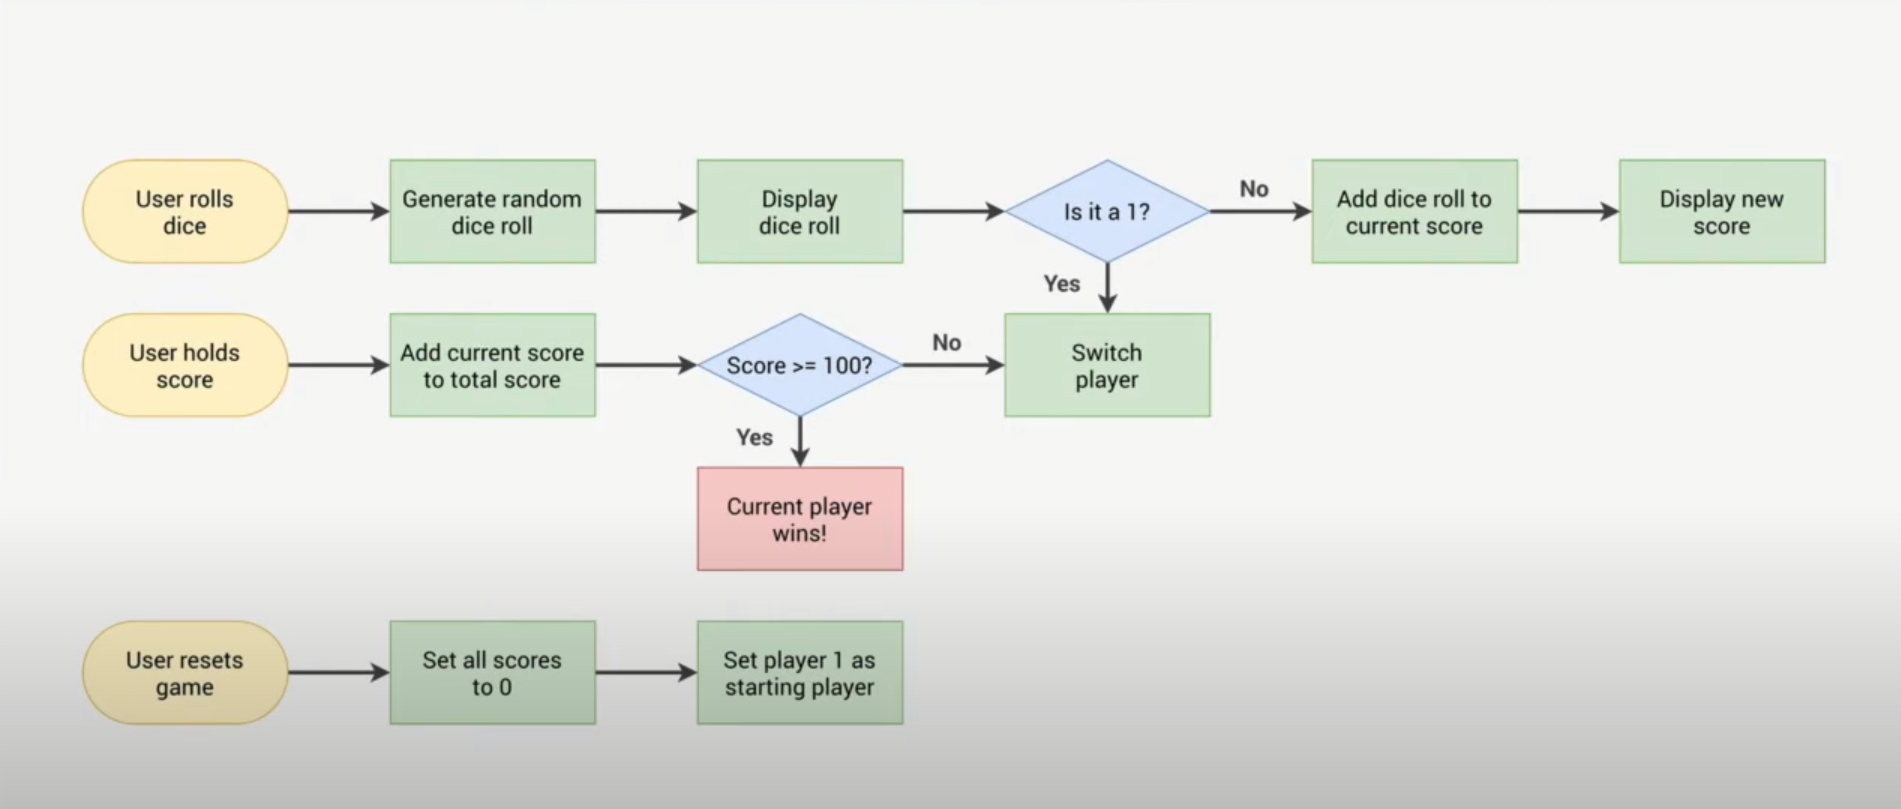 User rolls
dice
Generate random
dice roll
Display
dice roll
Is it a 1?
No
Add dice roll to
current score
Display new
score
Yes
User holds
score
Add current score
to total score
Score >= 100?
No
Switch
player
Yes
Current player
wins!
User resets
game
Set all scores
to 0
Set player 1 as
starting player